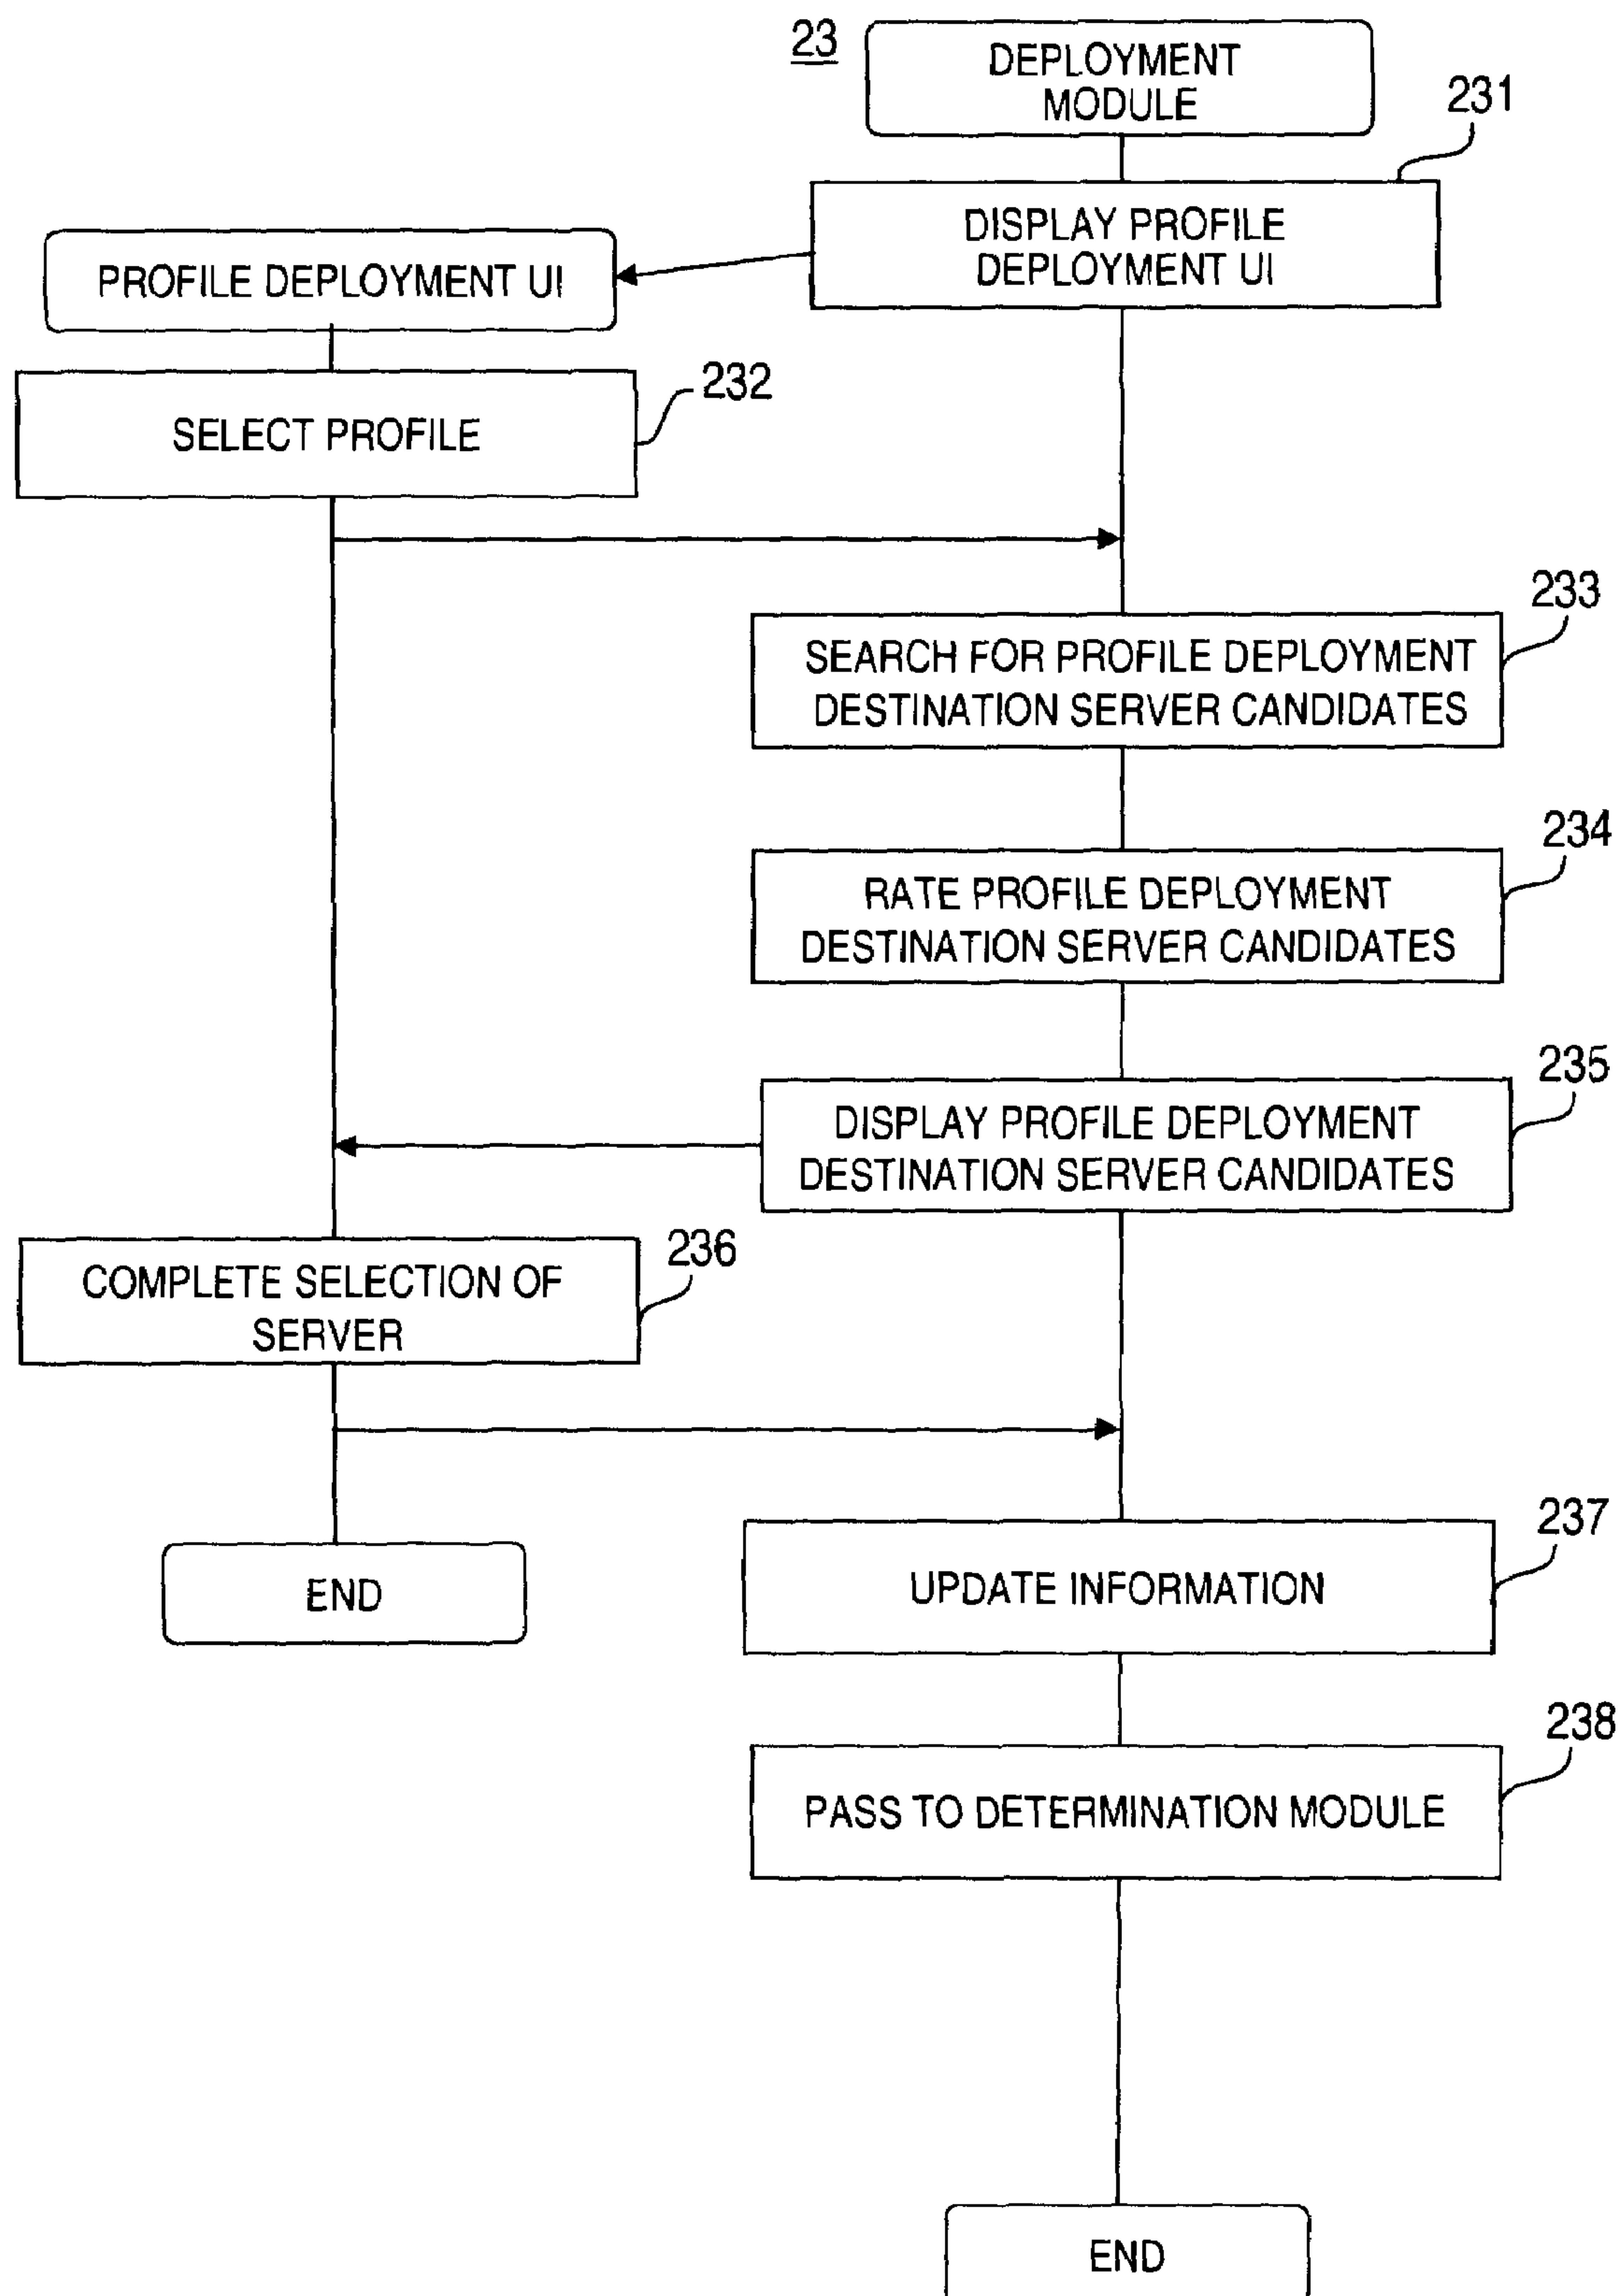 23
DEPLOYMENT
MODULE
231
DISPLAY PROFILE
DEPLOYMENT UI
PROFILE DEPLOYMENT UI
232
SELECT PROFILE
233
SEARCH FOR PROFILE DEPLOYMENT
DESTINATION SERVER CANDIDATES
234
RATE PROFILE DEPLOYMENT
DESTINATION SERVER CANDIDATES
235
DISPLAY PROFILE DEPLOYMENT
DESTINATION SERVER CANDIDATES
236
COMPLETE SELECTION OF
SERVER
237
UPDATE INFORMATION
END
238
PASS TO DETERMINATION MODULE
END